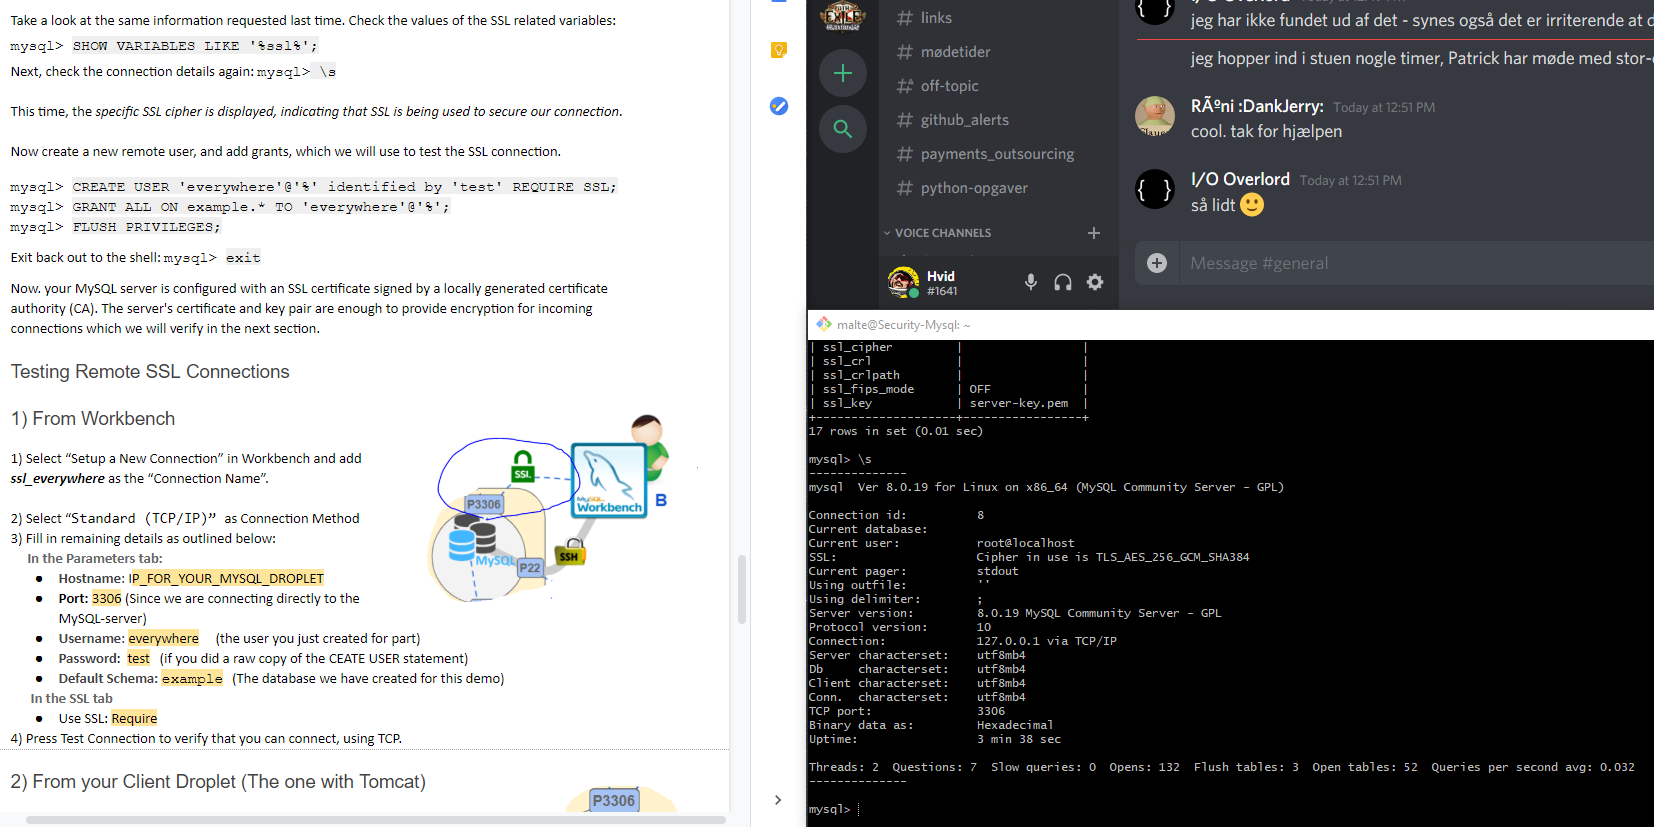 Take a look at the same information requested last time. Check the values of the SSL related variables:
mysql> SHOW VARIABLES LIKE '%ssl%';
Next, check the connection details again: mysql> \s
This time, the specific SSL cipher is displayed, indicating that SSL is being used to secure our connection.
Now create a new remote user, and add grants, which we will use to test the SSL connection.
mysql> CREATE USER 'everywhere'@'%' identified by 'test' REQUIRE SSL;
mysql> GRANT ALL ON example.* TO 'everywhere'@'%';
mysql> FLUSH PRIVILEGES;
Exit back out to the shell: mysql> exit
Now. your MySQL server is configured with an SSL certificate signed by a locally generated certificate
authority (CA). The server's certificate and key pair are enough to provide encryption for incoming
connections which we will verify in the next section.
Testing Remote SSL Connections
1) From Workbench
1) Select “Setup a New Connection” in Workbench and add
ssl_everywhere as the “Connection Name”.
2) Select “Standard (TCP/IP)” as Connection Method
3) Fill in remaining details as outlined below:
In the Parameters tab:
● Hostname: IP_FOR_YOUR_MYSQL_DROPLET
● Port: 3306 (Since we are connecting directly to the
MySQL-server)
● Username: everywhere (the user you just created for part)
● Password: test (if you did a raw copy of the CEATE USER statement)
● Default Schema: example (The database we have created for this demo)
In the SSL tab
● Use SSL: Require
4) Press Test Connection to verify that you can connect, using TCP.
SSL
P3306
MySQL
Workbench
B
MySQL
P22
SSH
2) From your Client Droplet (The one with Tomcat)
P3306
EXILE
# links
# mødetider
# off-topic
# github_alerts
# payments_outsourcing
# python-opgaver
VOICE CHANNELS
Hvid
#1641
jeg har ikke fundet ud af det - synes også det er irriterende at
jeg hopper ind i stuen nogle timer, Patrick har møde med stor-
RÃºni :DankJerry: Today at 12:51 PM
cool. tak for hjælpen
{ } I/O Overlord Today at 12:51 PM
så lidt
Message #general
malte@Security-Mysql: ~
| ssl_cipher | |
| ssl_crl | |
| ssl_crlpath | |
| ssl_fips_mode | OFF |
| ssl_key | server-key.pem |
+--------------------+-----------------+
17 rows in set (0.01 sec)
mysql> \s
--------------
mysql Ver 8.0.19 for Linux on x86_64 (MySQL Community Server - GPL)
Connection id: 8
Current database:
Current user: root@localhost
SSL: Cipher in use is TLS_AES_256_GCM_SHA384
Current pager: stdout
Using outfile: ''
Using delimiter: ;
Server version: 8.0.19 MySQL Community Server - GPL
Protocol version: 10
Connection: 127.0.0.1 via TCP/IP
Server characterset: utf8mb4
Db characterset: utf8mb4
Client characterset: utf8mb4
Conn. characterset: utf8mb4
TCP port: 3306
Binary data as: Hexadecimal
Uptime: 3 min 38 sec
Threads: 2 Questions: 7 Slow queries: 0 Opens: 132 Flush tables: 3 Open tables: 52 Queries per second avg: 0.032
--------------
mysql>